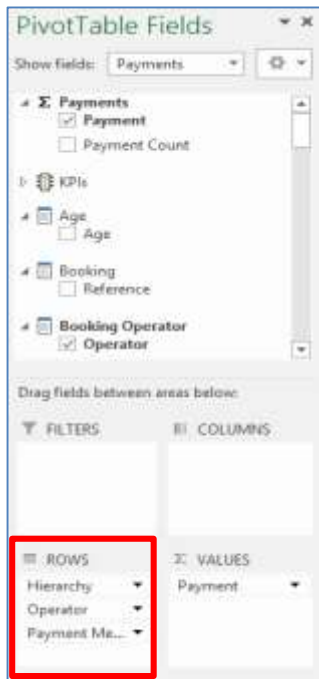 PivotTable Fields
Show fields: Payments
Σ Payments
Payment
Payment Count
KPIs
Age
Age
Booking
Reference
Booking Operator
Operator
Drag fields between areas below:
FILTERS
COLUMNS
ROWS
Hierarchy
Operator
Payment Me...
Σ VALUES
Payment